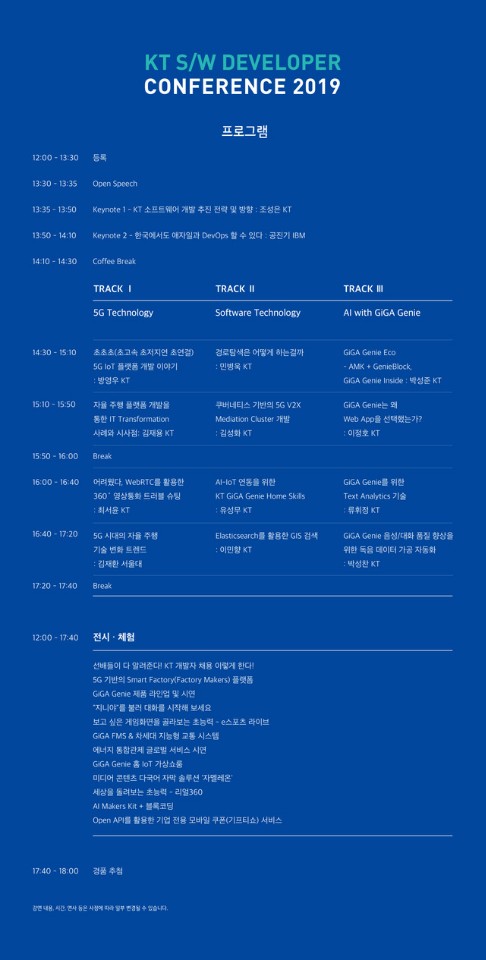 KT S/W DEVELOPER
CONFERENCE 2019
프로그램
12:00 - 13:30 등록
13:30 - 13:35 Open Speech
13:35 - 13:50 Keynote 1 - KT 소프트웨어 개발 추진 전략 및 방향 : 조성은 KT
13:50 - 14:10 Keynote 2 - 한국에서도 애자일과 DevOps 할 수 있다 : 공진기 IBM
14:10 - 14:30 Coffee Break
TRACK Ⅰ TRACK Ⅱ TRACK Ⅲ
5G Technology Software Technology AI with GiGA Genie
14:30 - 15:10 초초초(초고속 초저지연 초연결) 경로탐색은 어떻게 하는걸까 GiGA Genie Eco
5G IoT 플랫폼 개발 이야기 : 민병옥 KT - AMK + GenieBlock,
: 방영우 KT GiGA Genie Inside : 박성준 KT
15:10 - 15:50 자율 주행 플랫폼 개발을 쿠버네티스 기반의 5G V2X GiGA Genie는 왜
통한 IT Transformation Mediation Cluster 개발 Web App을 선택했는가?
사례와 시사점: 김재용 KT : 김성화 KT : 이정호 KT
15:50 - 16:00 Break
16:00 - 16:40 어려웠다, WebRTC를 활용한 AI-IoT 연동을 위한 GiGA Genie를 위한
360˚ 영상통화 트러블 슈팅 KT GiGA Genie Home Skills Text Analytics 기술
: 최서윤 KT : 유성무 KT : 류휘정 KT
16:40 - 17:20 5G 시대의 자율 주행 Elasticsearch를 활용한 GIS 검색 GiGA Genie 음성/대화 품질 향상을
기술 변화 트렌드 : 이민향 KT 위한 녹음 데이터 가공 자동화
: 김재환 서울대 : 박성찬 KT
17:20 - 17:40 Break
12:00 - 17:40 전시 · 체험
선배들이 다 알려준다! KT 개발자 채용 이렇게 한다!
5G 기반의 Smart Factory(Factory Makers) 플랫폼
GiGA Genie 제품 라인업 및 시연
"지니야"를 불러 대화를 시작해 보세요
보고 싶은 게임화면을 골라보는 초능력 - e스포츠 라이브
GiGA FMS & 차세대 지능형 교통 시스템
에너지 통합관제 글로벌 서비스 시연
GiGA Genie 홈 IoT 가상쇼룸
미디어 콘텐츠 다국어 자막 솔루션 '자펠레온'
세상을 돌려보는 초능력 - 리얼360
AI Makers Kit + 블록코딩
Open API를 활용한 기업 전용 모바일 쿠폰(기프티쇼) 서비스
17:40 - 18:00 경품 추첨
강연 내용, 시간, 연사 등은 사정에 따라 일부 변경될 수 있습니다.